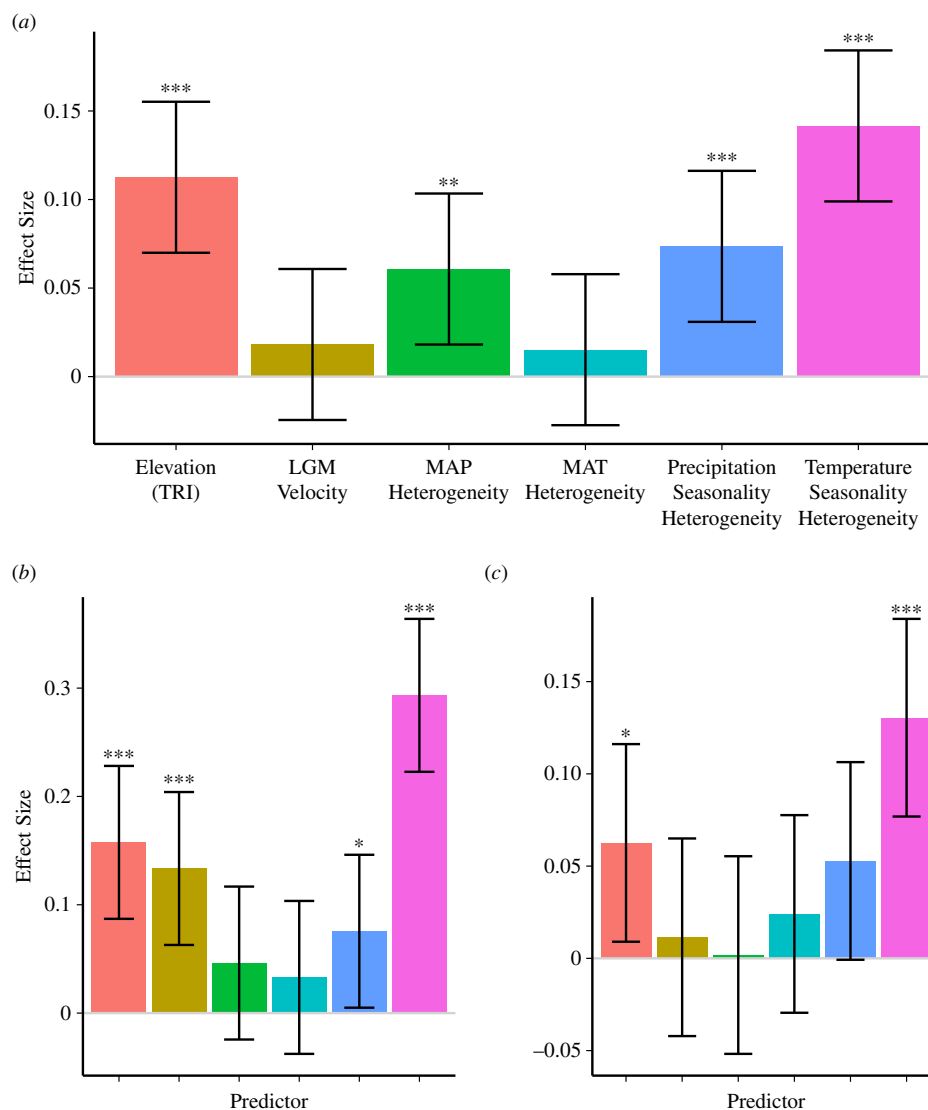 (a)
***
***
***
**
0.15
0.10
0.05
0
Effect Size
Elevation
(TRI)
LGM
Velocity
MAP
Heterogeneity
MAT
Heterogeneity
Precipitation
Seasonality
Heterogeneity
Temperature
Seasonality
Heterogeneity
(b)
***
***
***
*
0.3
0.2
0.1
0
Effect Size
Predictor
(c)
***
*
0.15
0.10
0.05
0
–0.05
Predictor